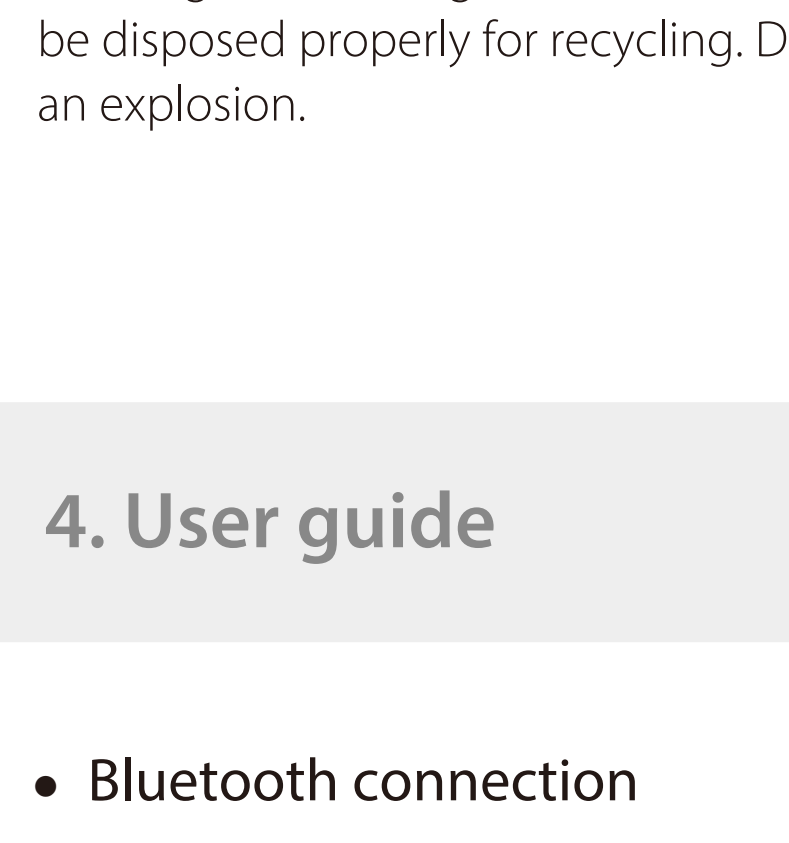 be disposed properly for recycling. D
an explosion.
4. User guide
● Bluetooth connection